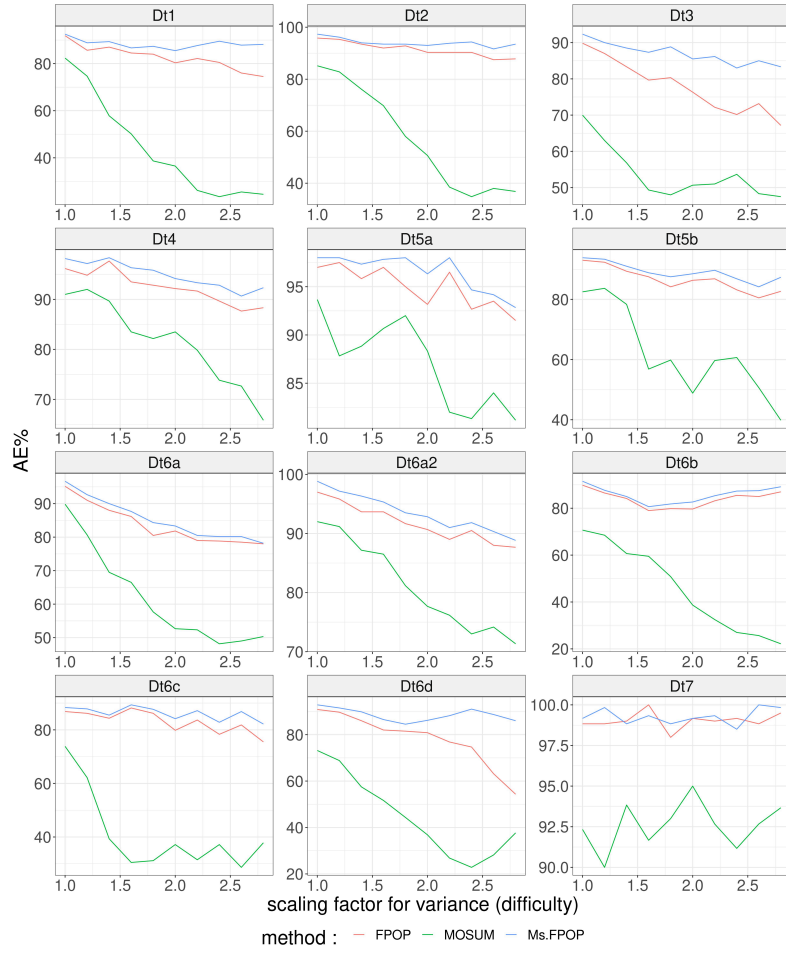 Dt1 Dt2 Dt3
80 60 40
100 80 60 40
90 80 70 60 50
1.0 1.5 2.0 2.5 1.0 1.5 2.0 2.5 1.0 1.5 2.0 2.5
Dt4 Dt5a Dt5b
90 80 70
95 90 85
80 60 40
1.0 1.5 2.0 2.5 1.0 1.5 2.0 2.5 1.0 1.5 2.0 2.5
AE%
Dt6a Dt6a2 Dt6b
90 80 70 60 50
100 90 80 70
80 60 40 20
1.0 1.5 2.0 2.5 1.0 1.5 2.0 2.5 1.0 1.5 2.0 2.5
Dt6c Dt6d Dt7
80 60 40
80 60 40 20
100.0 97.5 95.0 92.5 90.0
1.0 1.5 2.0 2.5 1.0 1.5 2.0 2.5 1.0 1.5 2.0 2.5
scaling factor for variance (difficulty)
method : FPOP MOSUM Ms.FPOP